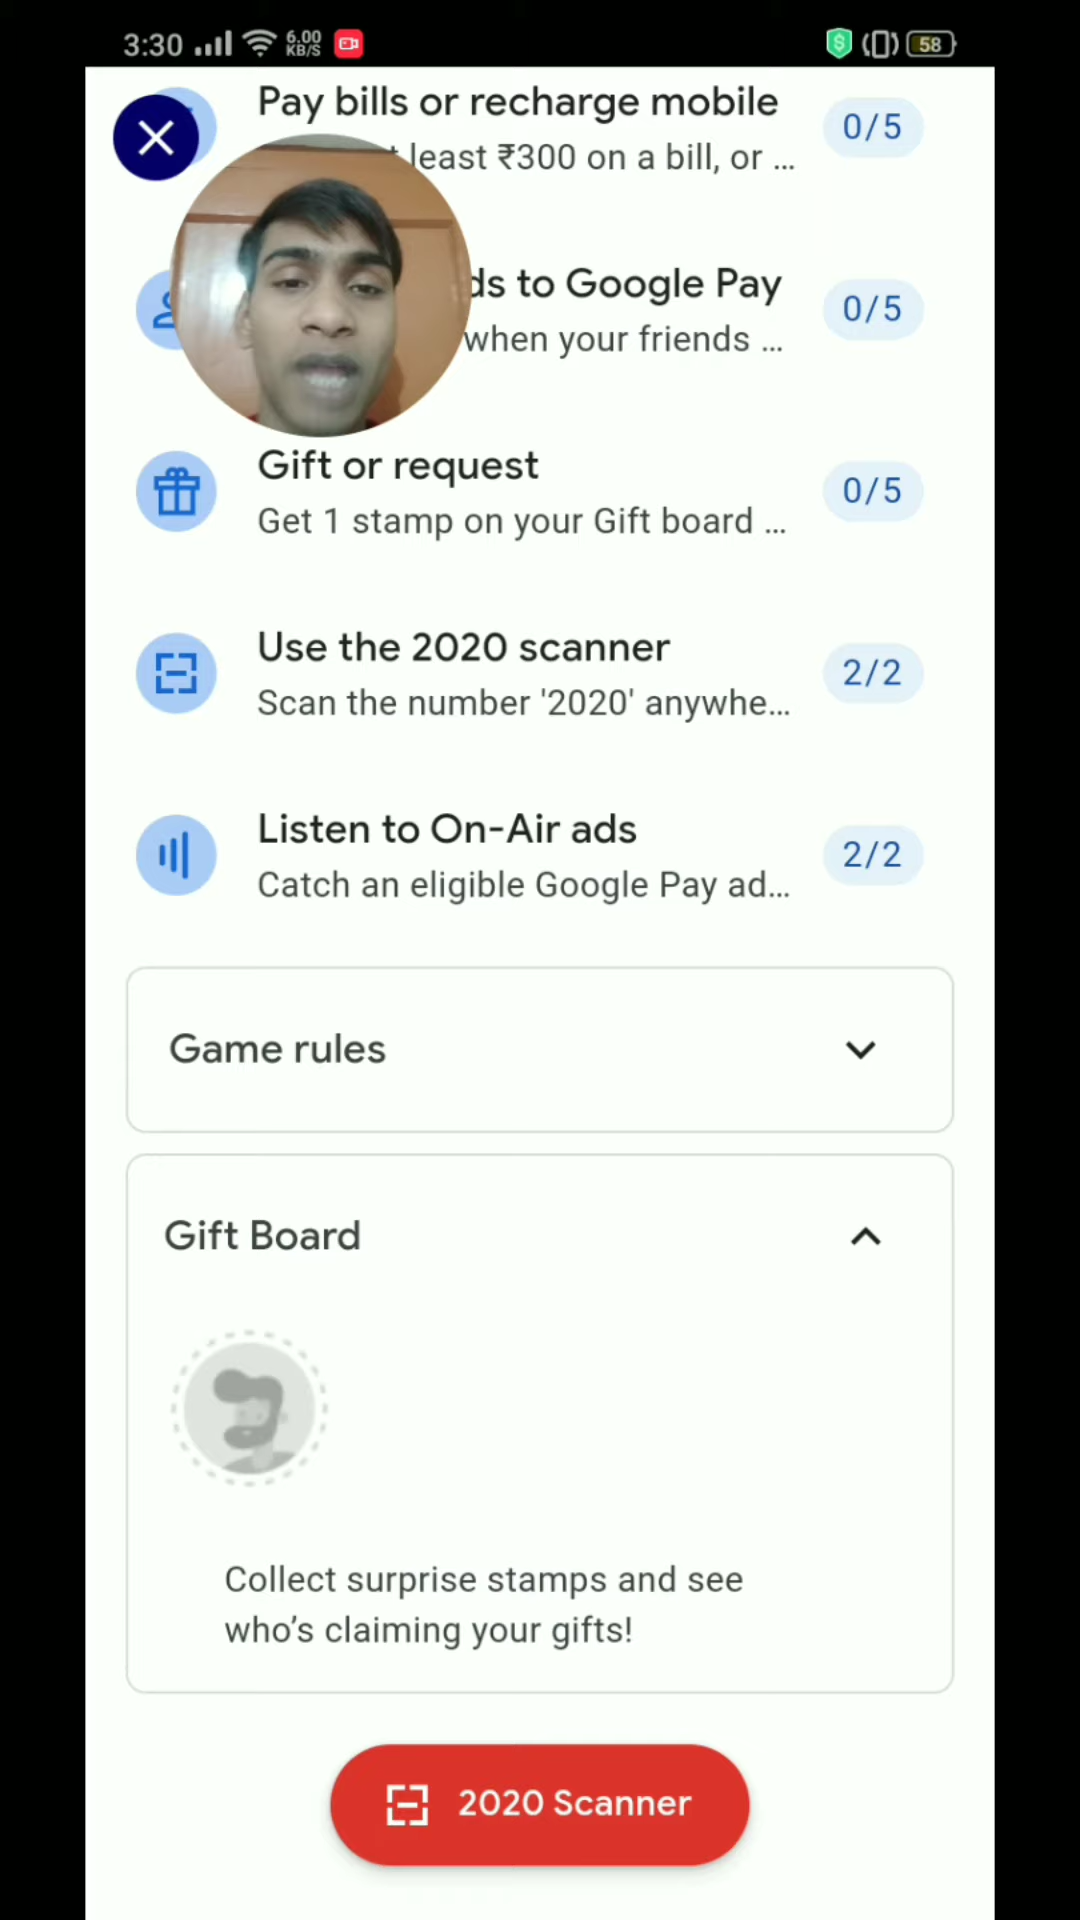 3:30 6.00 KB/S 58
Pay bills or recharge mobile
0/5
least ₹300 on a bill, or ...
to Google Pay
0/5
when your friends ...
Gift or request
0/5
Get 1 stamp on your Gift board ...
Use the 2020 scanner
2/2
Scan the number '2020' anywhe...
Listen to On-Air ads
2/2
Catch an eligible Google Pay ad...
Game rules
Gift Board
Collect surprise stamps and see
who’s claiming your gifts!
2020 Scanner